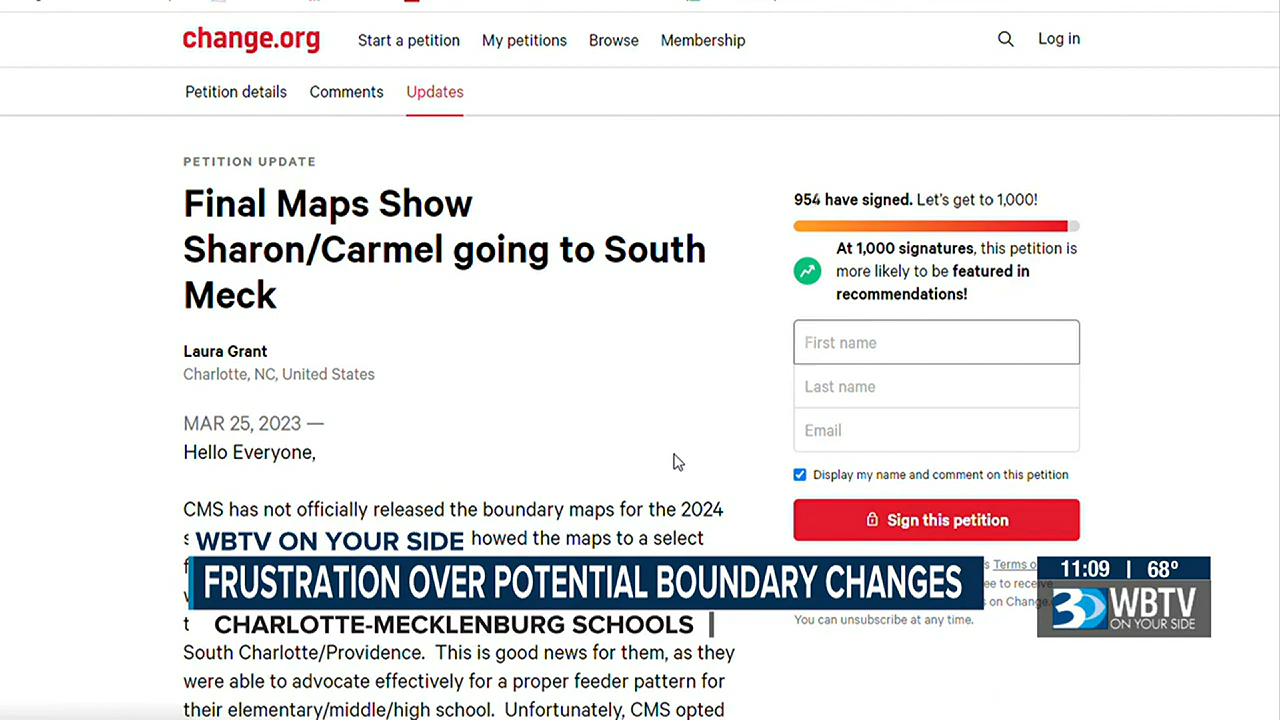 change.org
Start a petition
My petitions
Browse
Membership
Log in
Petition details
Comments
Updates
PETITION UPDATE
Final Maps Show
Sharon/Carmel going to South
Meck
Laura Grant
Charlotte, NC, United States
MAR 25, 2023 —
Hello Everyone,
CMS has not officially released the boundary maps for the 2024
howed the maps to a select
South Charlotte/Providence. This is good news for them, as they
were able to advocate effectively for a proper feeder pattern for
their elementary/middle/high school. Unfortunately, CMS opted
954 have signed. Let's get to 1,000!
At 1,000 signatures, this petition is
more likely to be featured in
recommendations!
First name
Last name
Email
Display my name and comment on this petition
Sign this petition
Terms o
ee to receive
on Change.
You can unsubscribe at any time.
WBTV ON YOUR SIDE
FRUSTRATION OVER POTENTIAL BOUNDARY CHANGES
CHARLOTTE-MECKLENBURG SCHOOLS
11:09 | 68°
3 WBTV
ON YOUR SIDE